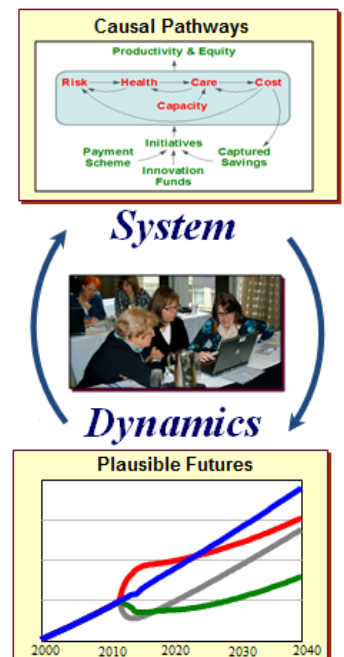 Causal Pathways
Productivity & Equity
Risk Health Care Cost
Capacity
Initiatives
Payment Scheme
Innovation Funds
Captured Savings
System
Dynamics
Plausible Futures
2000 2010 2020 2030 2040